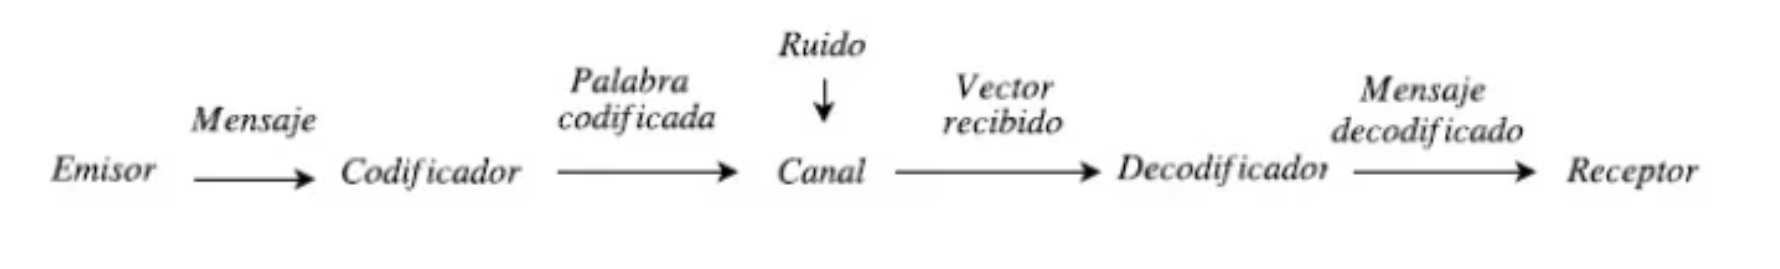 Ruido
Palabra
codificada
Vector
recibido
Mensaje
decodificado
Mensaje
Emisor
Codificador
Canal
Decodificador
Receptor